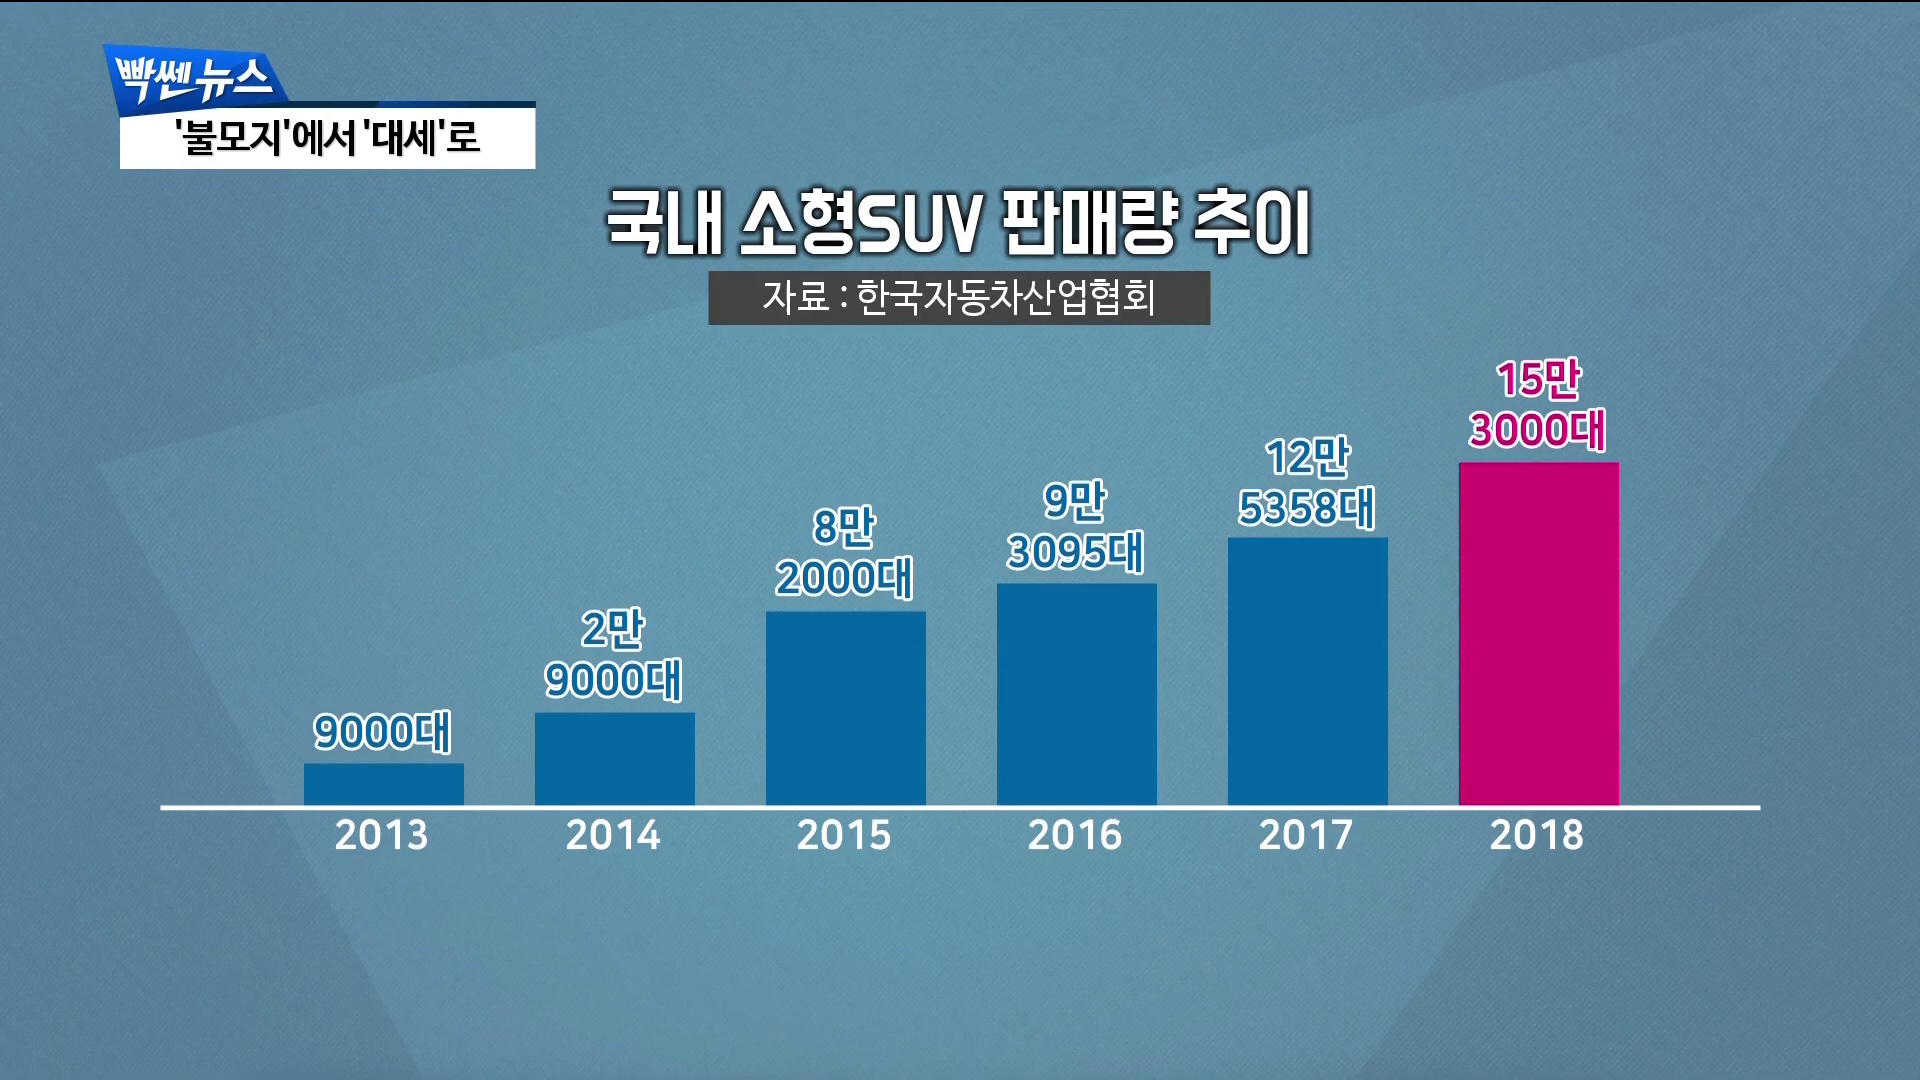 빡쎈뉴스
'불모지'에서 '대세'로
국내 소형SUV 판매량 추이
자료 : 한국자동차산업협회
9000대
2만
9000대
8만
2000대
9만
3095대
12만
5358대
15만
3000대
2013 2014 2015 2016 2017 2018